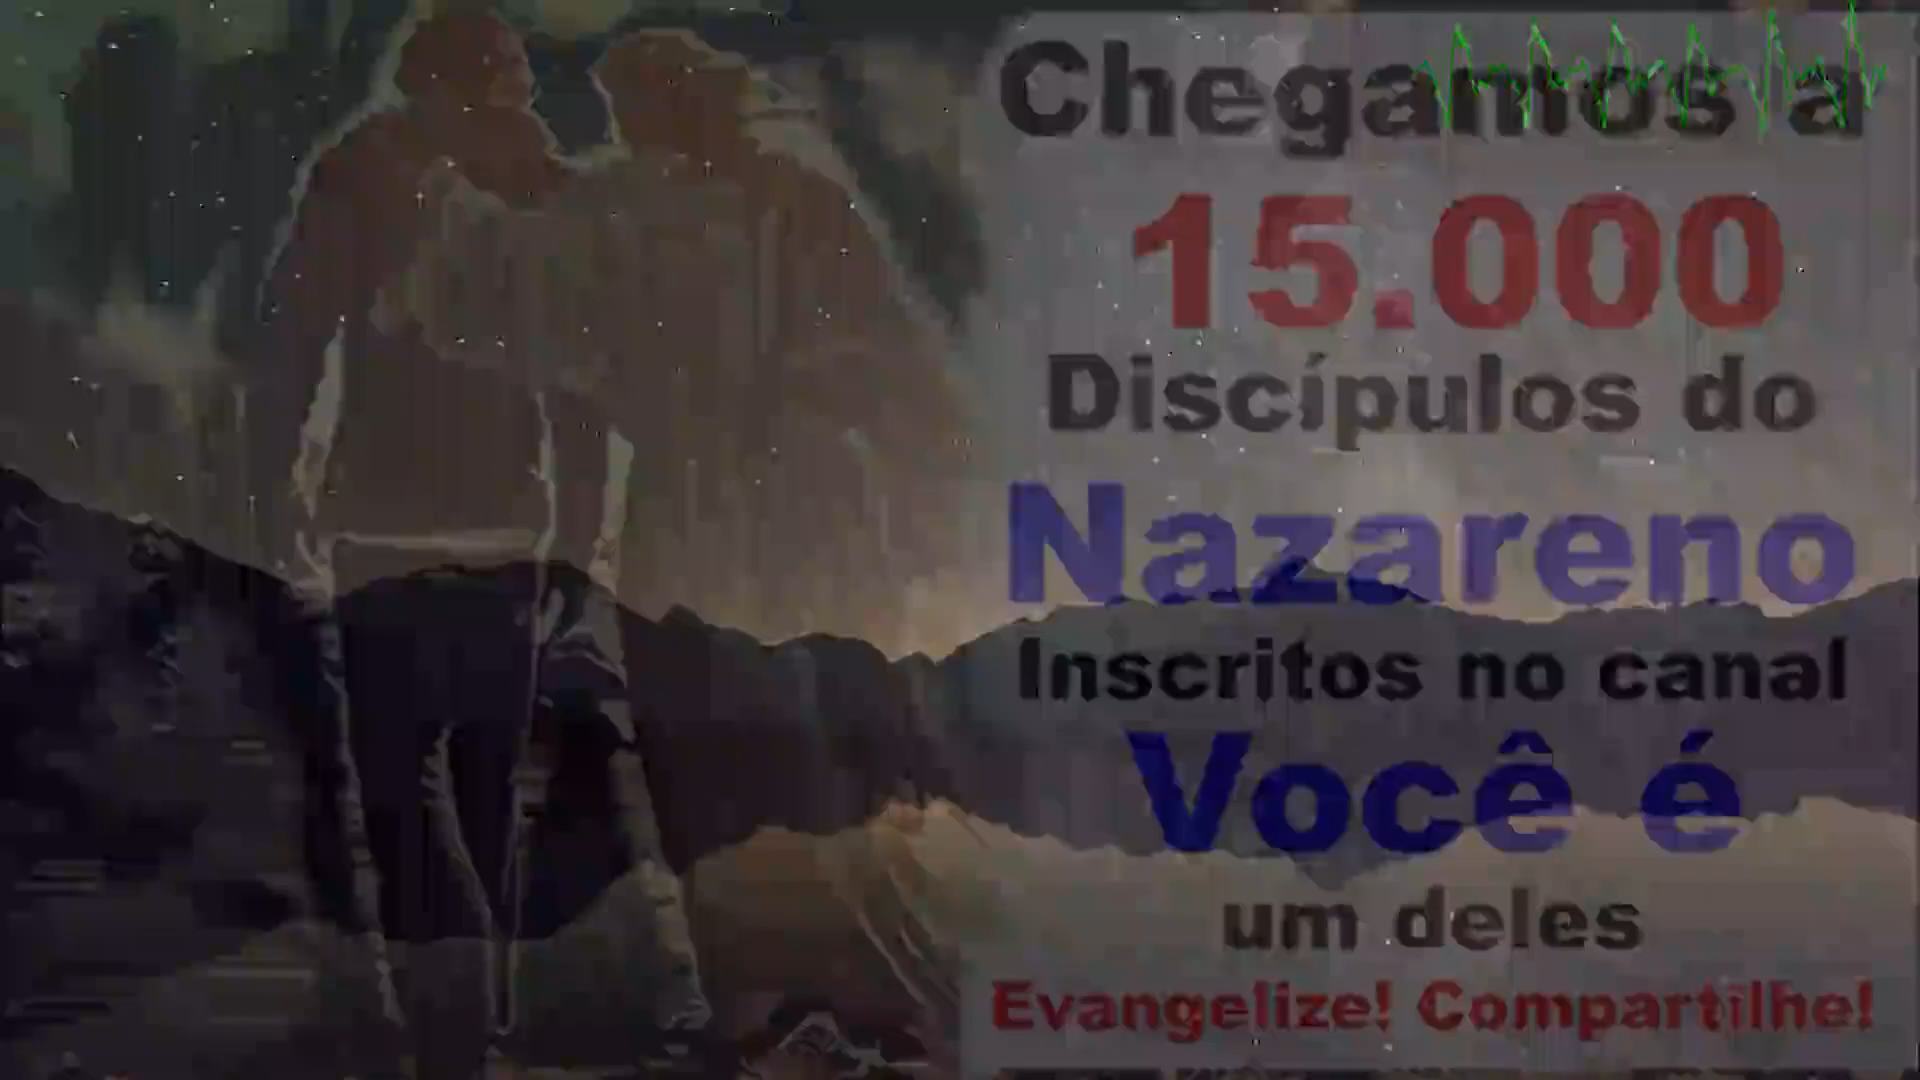 Chegamos a
15.000
Discípulos do
Nazareno
Inscritos no canal
Você é
um deles
Evangelize! Compartilhe!